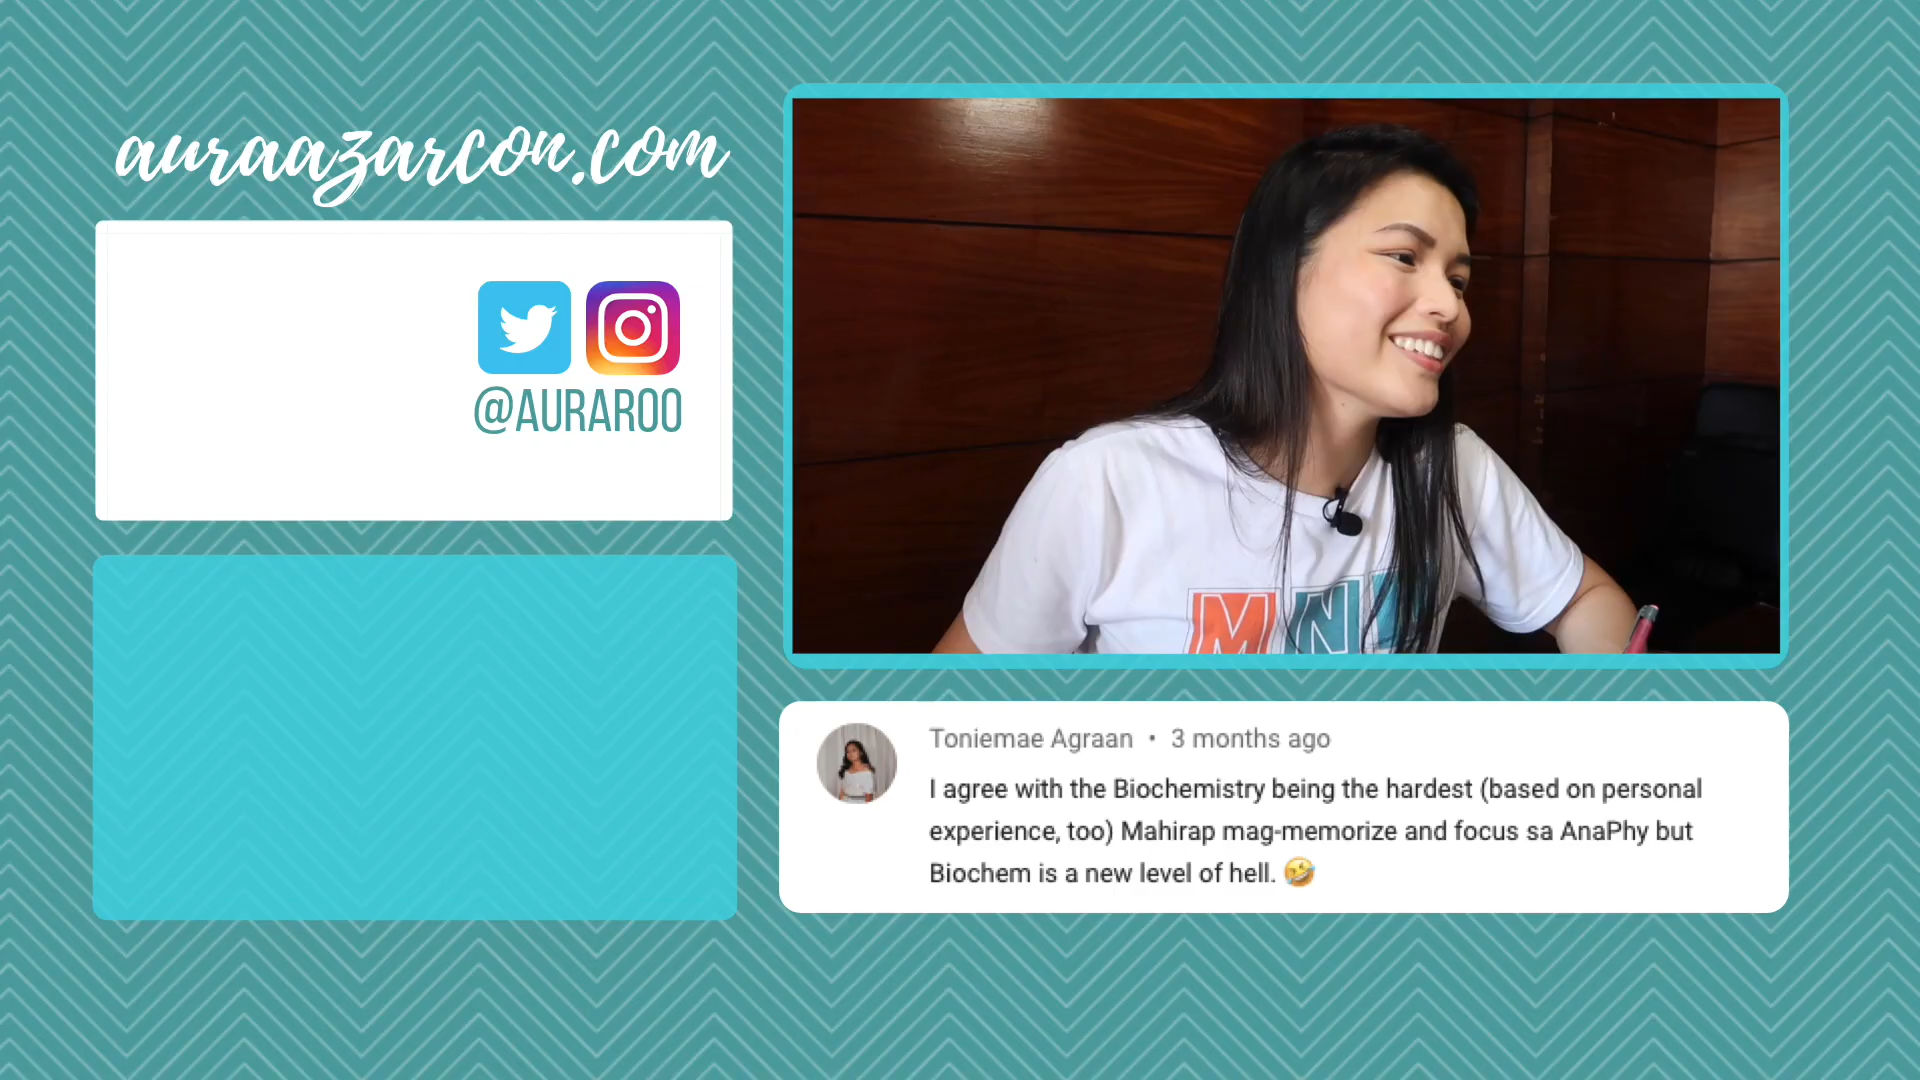 auraazarcon.com
@AURAROO
MN
Toniemae Agraan • 3 months ago
I agree with the Biochemistry being the hardest (based on personal
experience, too) Mahirap mag-memorize and focus sa AnaPhy but
Biochem is a new level of hell. 🤣